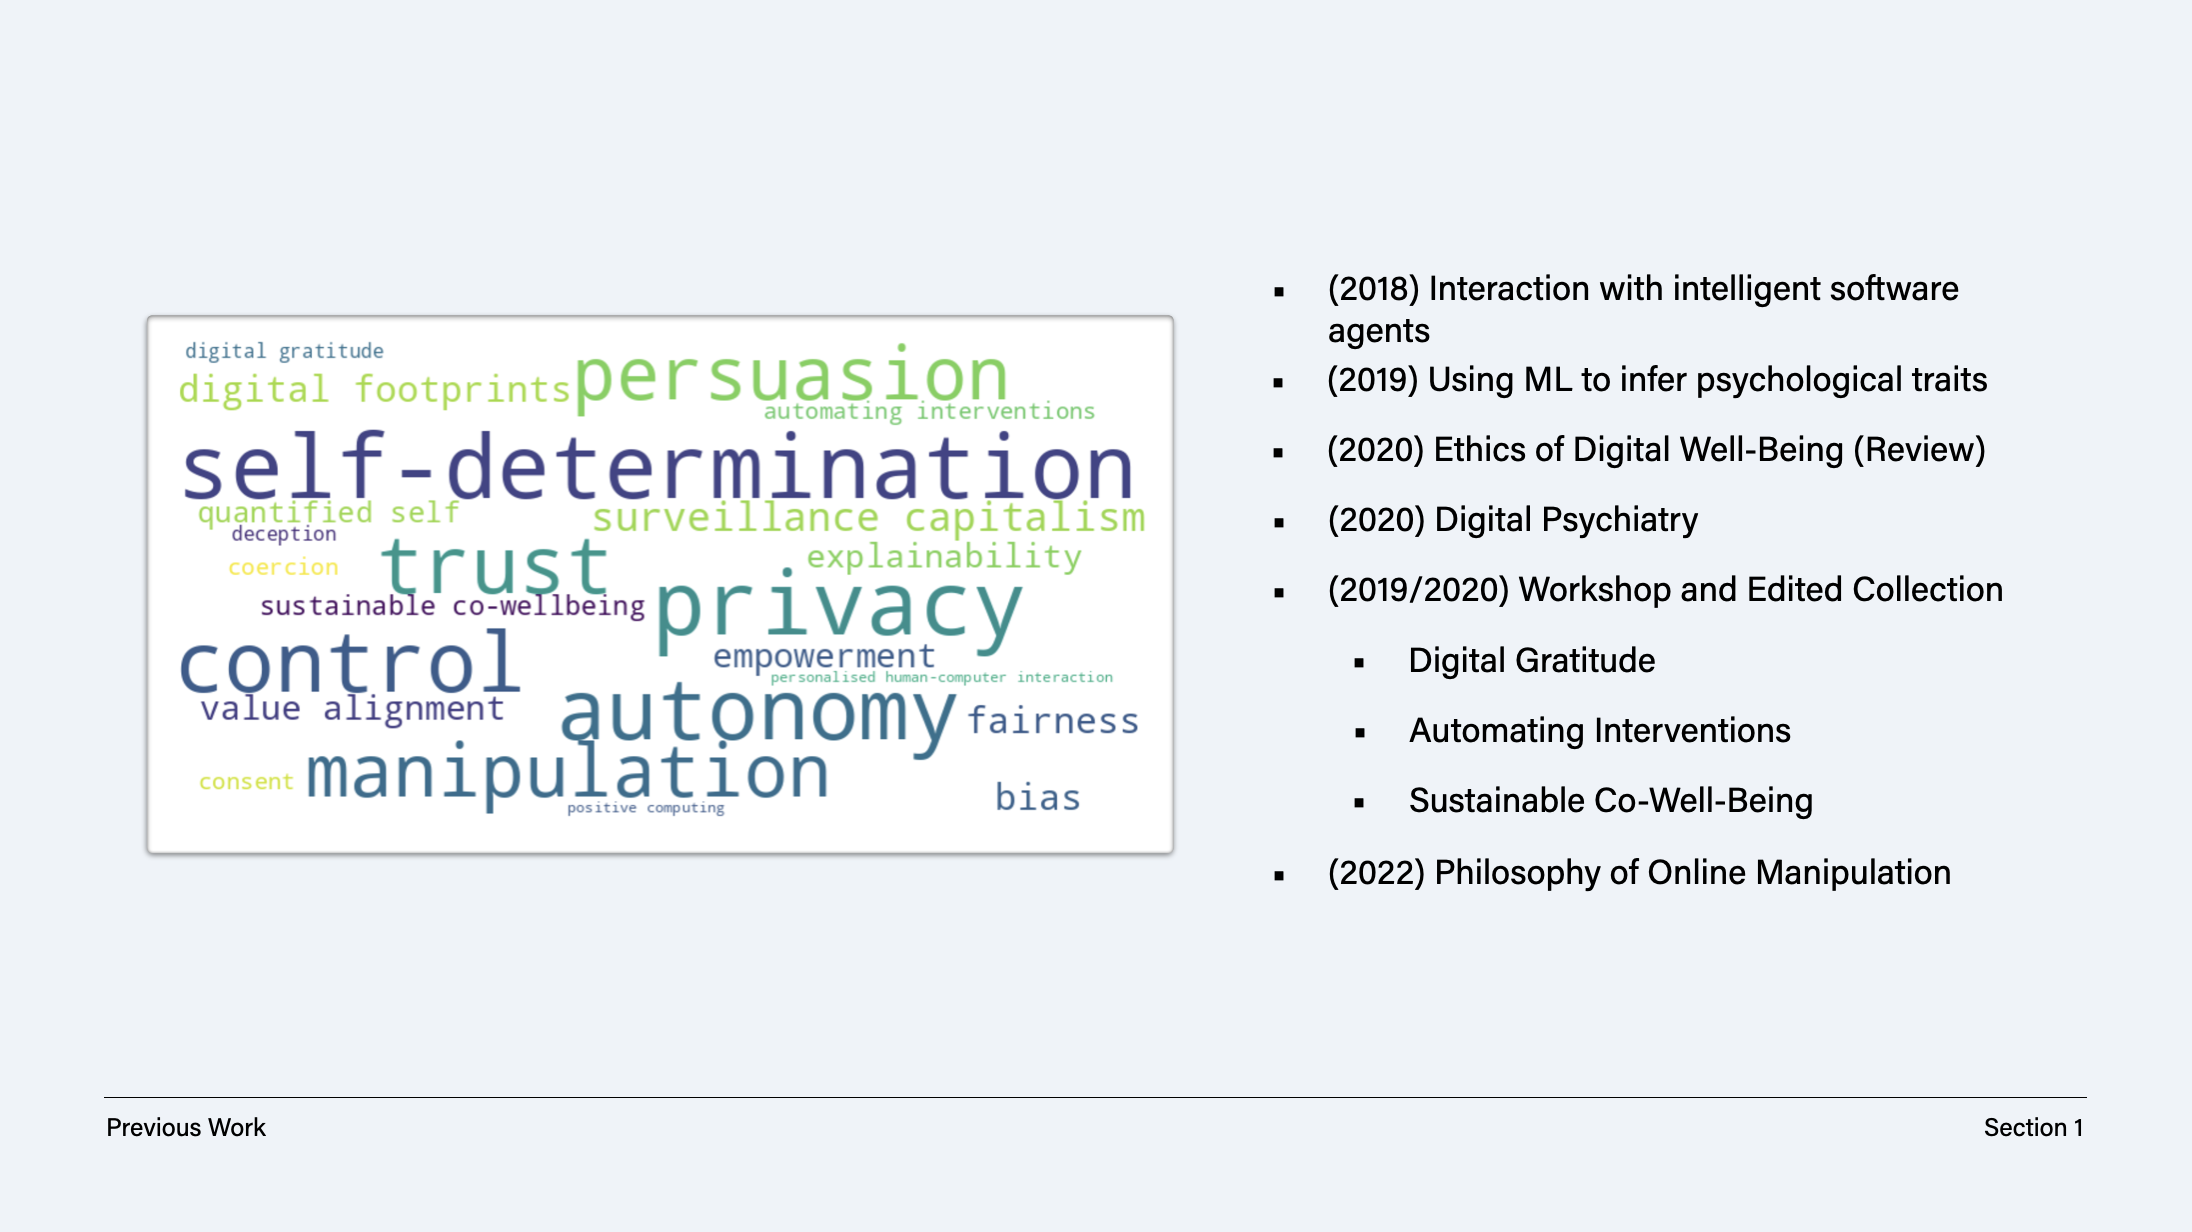 digital gratitude
persuasion
digital footprints
automating interventions
self-determination
quantified self
surveillance capitalism
deception
trust
explainability
coercion
sustainable co-wellbeing
privacy
control
empowerment
personalised human-computer interaction
value alignment
autonomy
fairness
manipulation
consent
bias
positive computing
▪ (2018) Interaction with intelligent software
agents
▪ (2019) Using ML to infer psychological traits
▪ (2020) Ethics of Digital Well-Being (Review)
▪ (2020) Digital Psychiatry
▪ (2019/2020) Workshop and Edited Collection
▪ Digital Gratitude
▪ Automating Interventions
▪ Sustainable Co-Well-Being
▪ (2022) Philosophy of Online Manipulation
Previous Work
Section 1